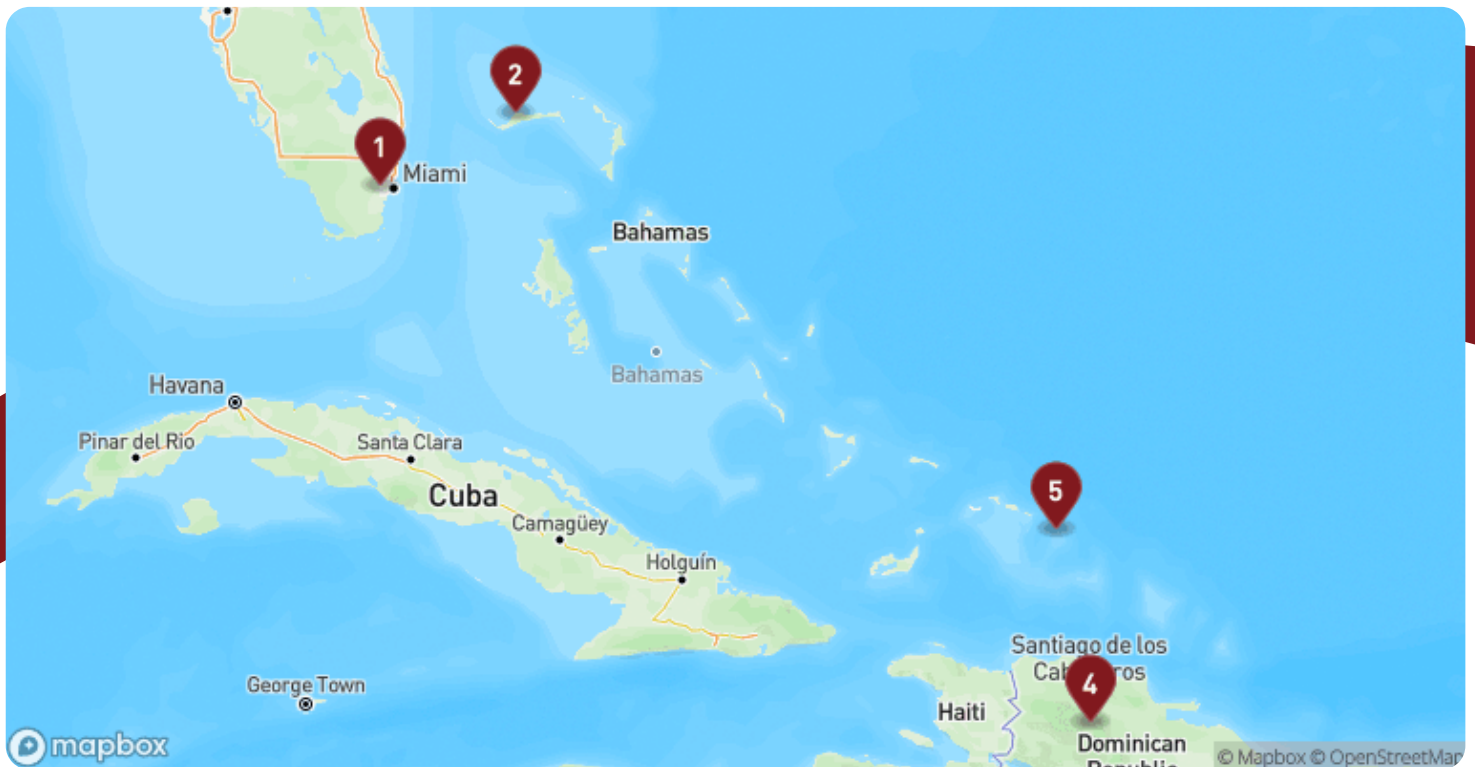 2
1
Miami
Bahamas
Bahamas
Havana
Pinar del Rio
Santa Clara
Cuba
Camagüey
Holguín
5
Santiago de los
4
George Town
Haiti
Dominican
mapbox
© Mapbox © OpenStreetMap